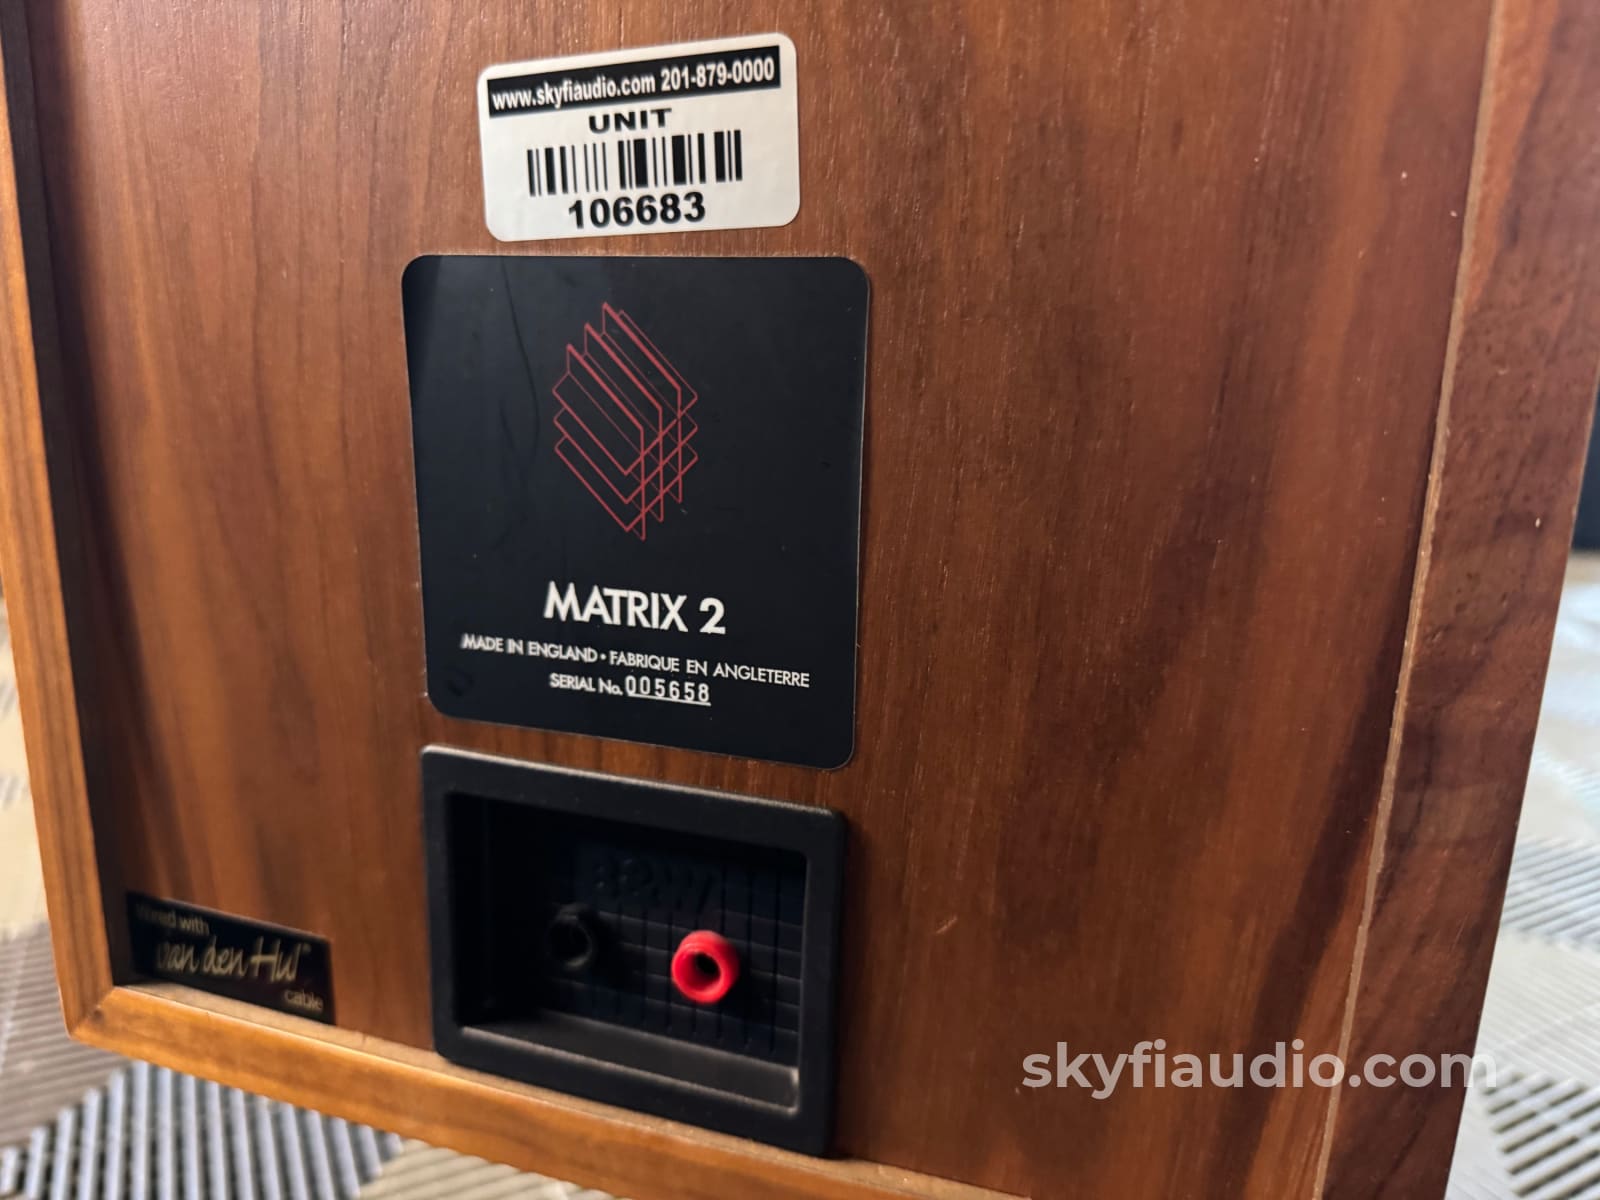 www.skyfiaudio.com 201-879-0000
UNIT
106683
MATRIX 2
MADE IN ENGLAND • FABRIQUE EN ANGLETERRE
SERIAL No. 005658
B&W
Wired with
van den Hul®
cable
skyfiaudio.com